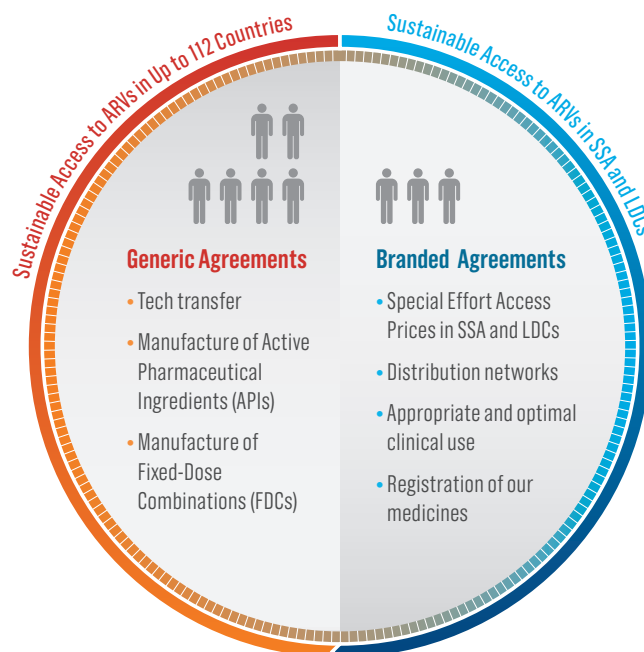 Sustainable Access to ARVs in Up to 112 Countries
Sustainable Access to ARVs in SSA and LDCs
Generic Agreements
• Tech transfer
• Manufacture of Active
Pharmaceutical
Ingredients (APIs)
• Manufacture of
Fixed-Dose
Combinations (FDCs)
Branded Agreements
• Special Effort Access
Prices in SSA and LDCs
• Distribution networks
• Appropriate and optimal
clinical use
• Registration of our
medicines